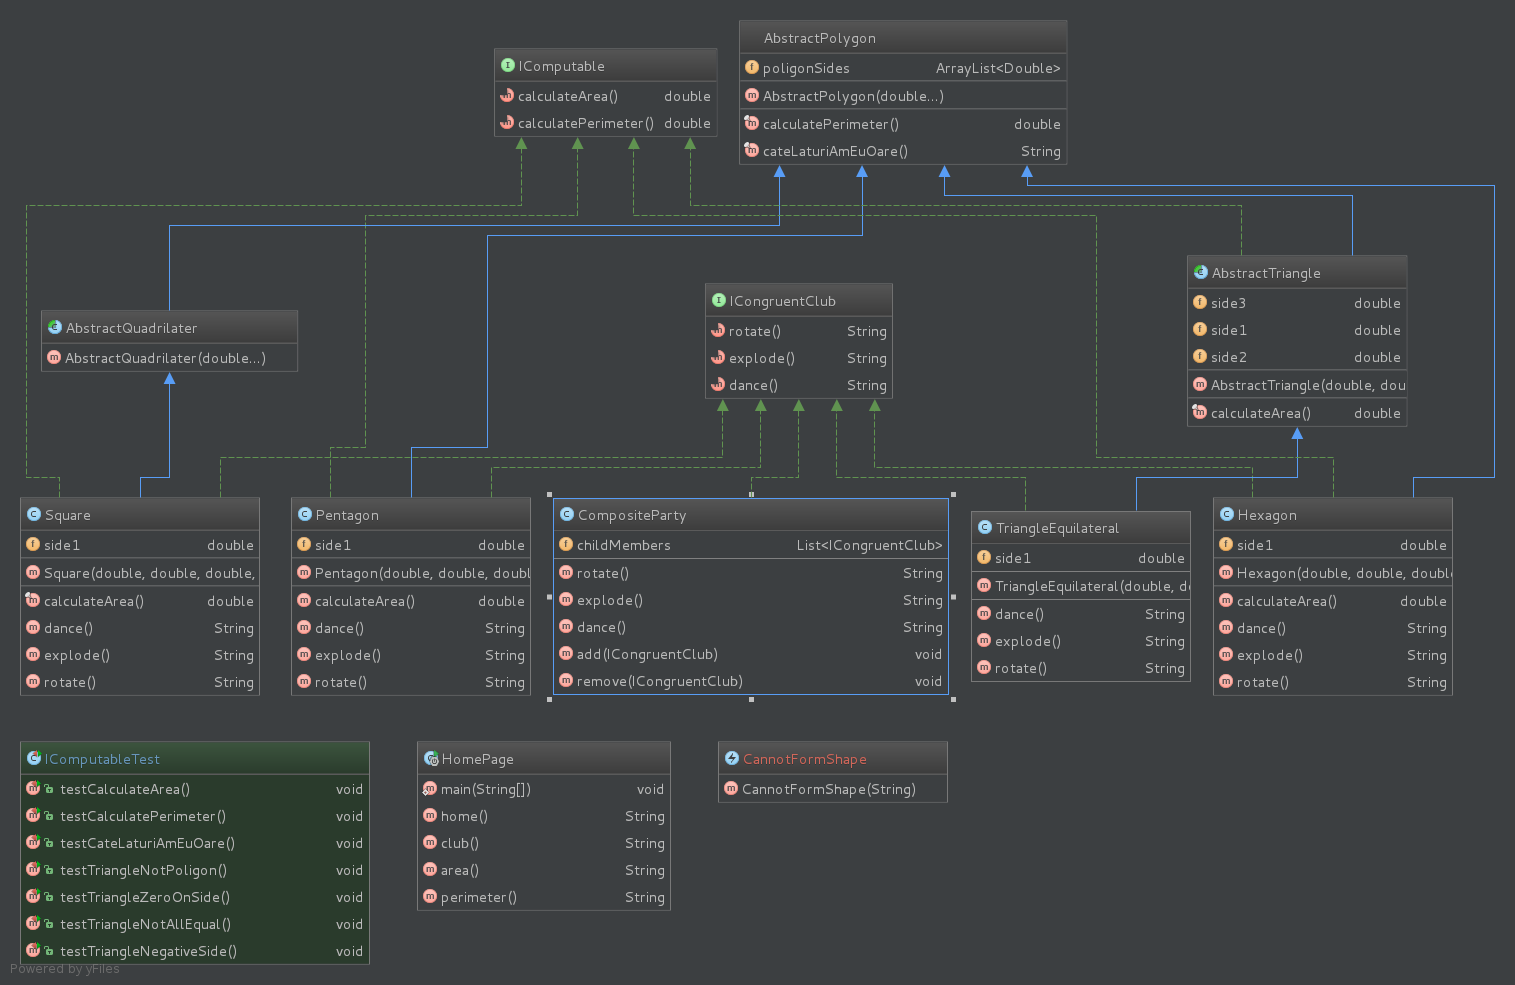 IComputable
calculateArea() double
calculatePerimeter() double
AbstractPolygon
poligonSides ArrayList<Double>
AbstractPolygon(double...)
calculatePerimeter() double
cateLaturiAmEuOare() String
AbstractQuadrilater
AbstractQuadrilater(double...)
ICongruentClub
rotate() String
explode() String
dance() String
AbstractTriangle
side3 double
side1 double
side2 double
AbstractTriangle(double, dou
calculateArea() double
Square
side1 double
Square(double, double, double,
calculateArea() double
dance() String
explode() String
rotate() String
Pentagon
side1 double
Pentagon(double, double, doubl
calculateArea() double
dance() String
explode() String
rotate() String
CompositeParty
childMembers List<ICongruentClub>
rotate() String
explode() String
dance() String
add(ICongruentClub) void
remove(ICongruentClub) void
TriangleEquilateral
side1 double
TriangleEquilateral(double, d
dance() String
explode() String
rotate() String
Hexagon
side1 double
Hexagon(double, double, doubl
calculateArea() double
dance() String
explode() String
rotate() String
IComputableTest
testCalculateArea() void
testCalculatePerimeter() void
testCateLaturiAmEuOare() void
testTriangleNotPoligon() void
testTriangleZeroOnSide() void
testTriangleNotAllEqual() void
testTriangleNegativeSide() void
HomePage
main(String[]) void
home() String
club() String
area() String
perimeter() String
CannotFormShape
CannotFormShape(String)
Powered by yFiles